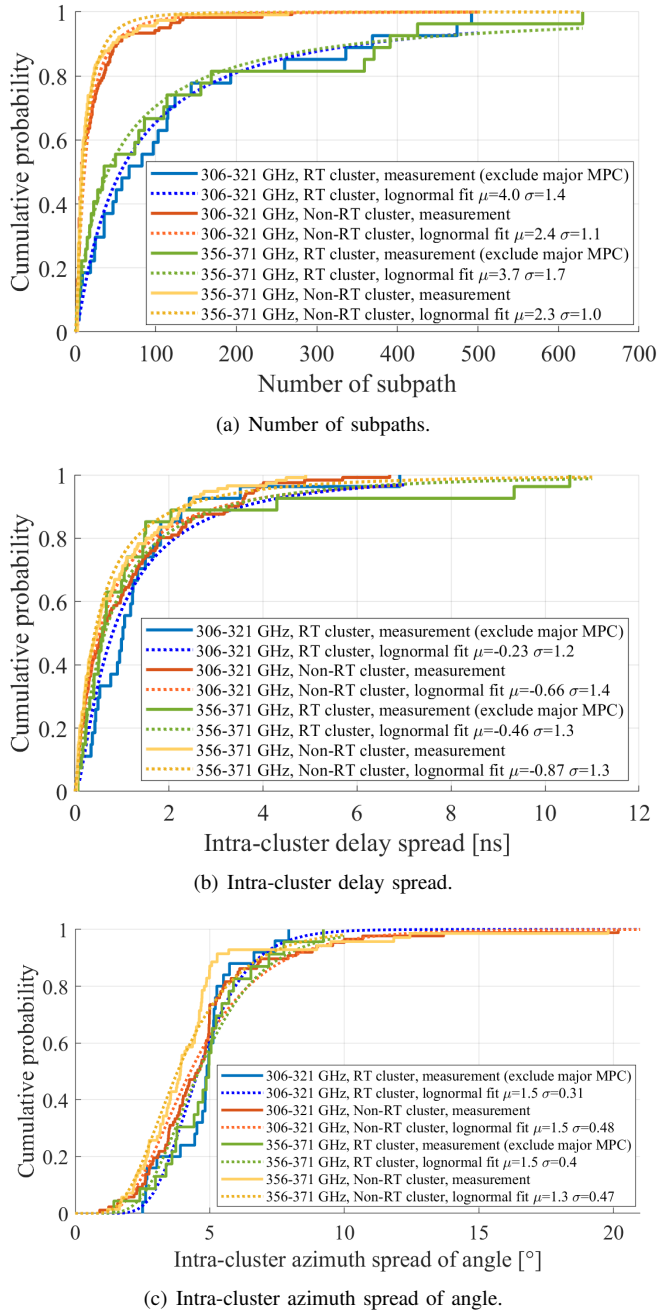 1
0.8
0.6
0.4
0.2
0
Cumulative probability
306-321 GHz, RT cluster, measurement (exclude major MPC)
306-321 GHz, RT cluster, lognormal fit μ=4.0 σ=1.4
306-321 GHz, Non-RT cluster, measurement
306-321 GHz, Non-RT cluster, lognormal fit μ=2.4 σ=1.1
356-371 GHz, RT cluster, measurement (exclude major MPC)
356-371 GHz, RT cluster, lognormal fit μ=3.7 σ=1.7
356-371 GHz, Non-RT cluster, measurement
356-371 GHz, Non-RT cluster, lognormal fit μ=2.3 σ=1.0
0 100 200 300 400 500 600 700
Number of subpath
(a) Number of subpaths.
1
0.8
0.6
0.4
0.2
0
Cumulative probability
306-321 GHz, RT cluster, measurement (exclude major MPC)
306-321 GHz, RT cluster, lognormal fit μ=-0.23 σ=1.2
306-321 GHz, Non-RT cluster, measurement
306-321 GHz, Non-RT cluster, lognormal fit μ=-0.66 σ=1.4
356-371 GHz, RT cluster, measurement (exclude major MPC)
356-371 GHz, RT cluster, lognormal fit μ=-0.46 σ=1.3
356-371 GHz, Non-RT cluster, measurement
356-371 GHz, Non-RT cluster, lognormal fit μ=-0.87 σ=1.3
0 2 4 6 8 10 12
Intra-cluster delay spread [ns]
(b) Intra-cluster delay spread.
1
0.8
0.6
0.4
0.2
0
Cumulative probability
306-321 GHz, RT cluster, measurement (exclude major MPC)
306-321 GHz, RT cluster, lognormal fit μ=1.5 σ=0.31
306-321 GHz, Non-RT cluster, measurement
306-321 GHz, Non-RT cluster, lognormal fit μ=1.5 σ=0.48
356-371 GHz, RT cluster, measurement (exclude major MPC)
356-371 GHz, RT cluster, lognormal fit μ=1.5 σ=0.4
356-371 GHz, Non-RT cluster, measurement
356-371 GHz, Non-RT cluster, lognormal fit μ=1.3 σ=0.47
0 5 10 15 20
Intra-cluster azimuth spread of angle [°]
(c) Intra-cluster azimuth spread of angle.